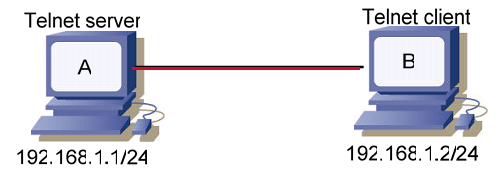 Telnet server
Telnet client
A
B
192.168.1.1/24
192.168.1.2/24